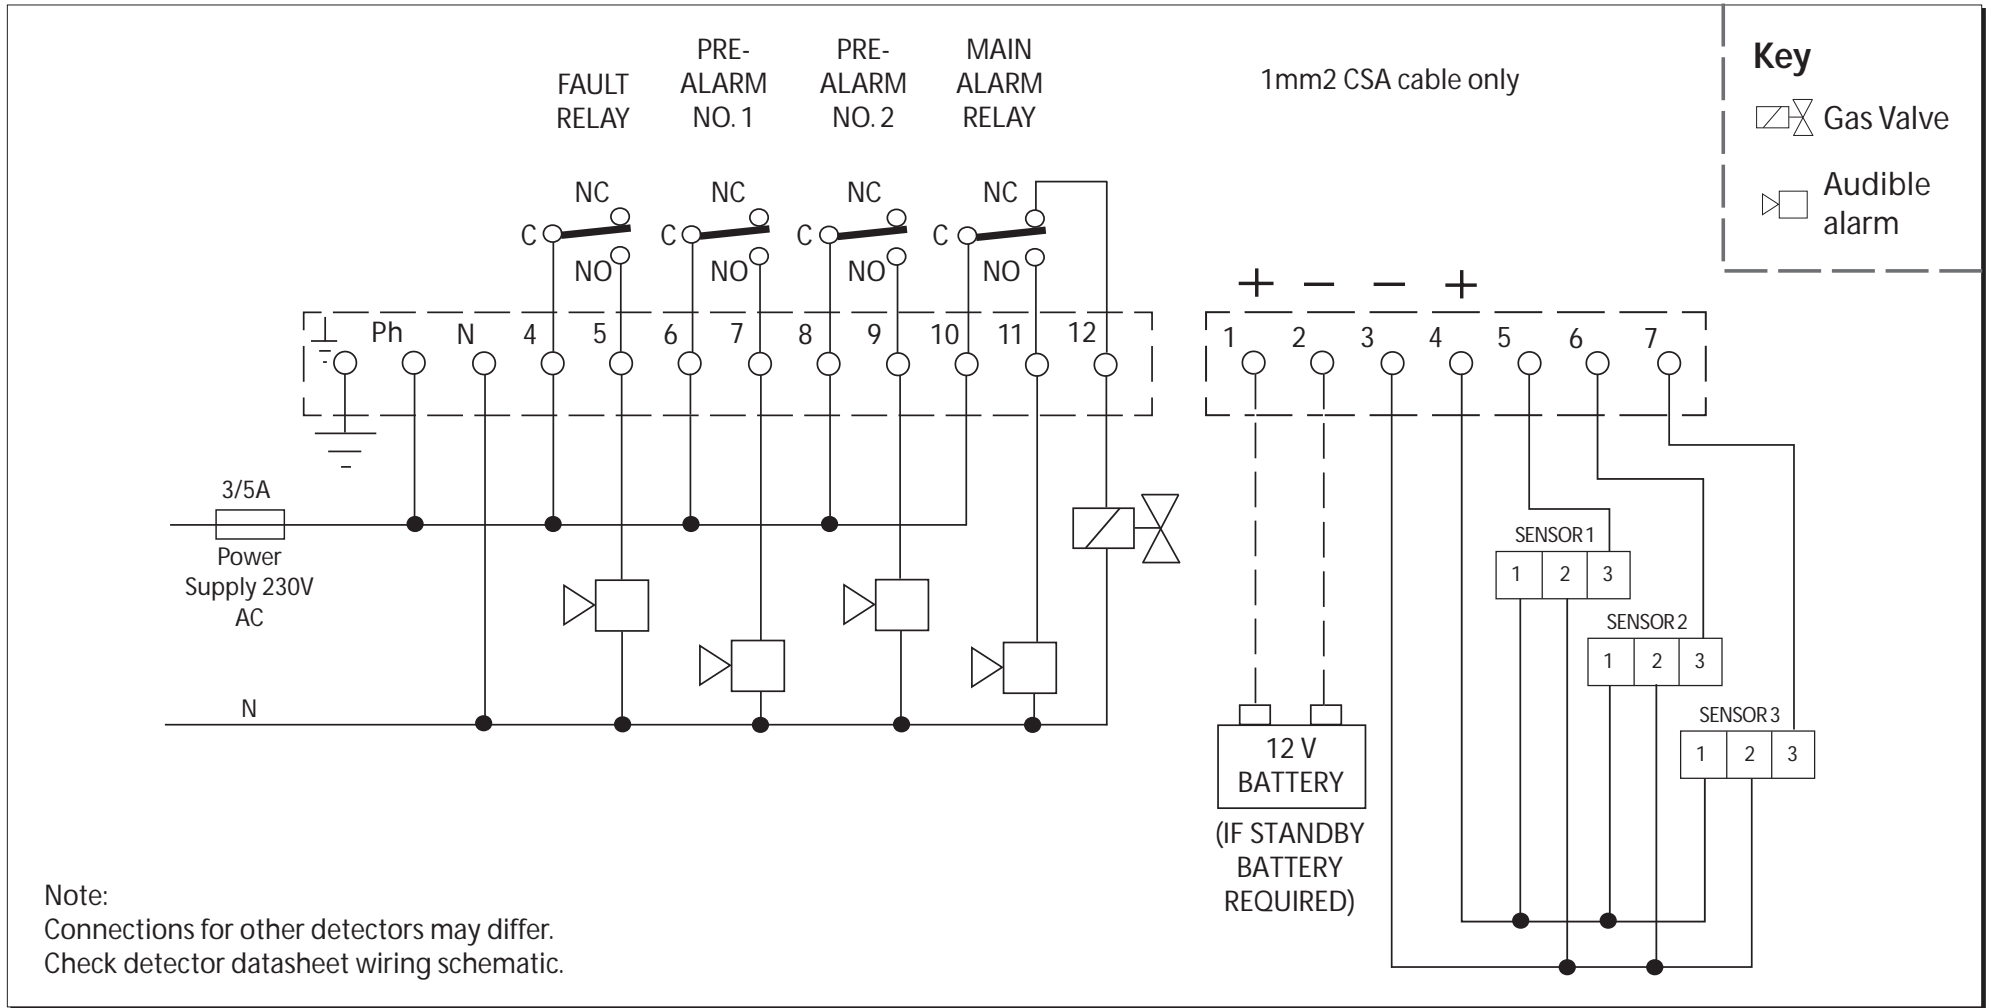 FAULT
RELAY
PRE-
ALARM
NO. 1
PRE-
ALARM
NO. 2
MAIN
ALARM
RELAY
1mm2 CSA cable only
Key
Gas Valve
Audible
alarm
NC
C
NO
NC
C
NO
NC
C
NO
NC
C
NO
Ph N 4 5 6 7 8 9 10 11 12
+ − − +
1 2 3 4 5 6 7
3/5A
Power
Supply 230V
AC
N
SENSOR 1
1 2 3
SENSOR 2
1 2 3
SENSOR 3
1 2 3
12 V
BATTERY
(IF STANDBY
BATTERY
REQUIRED)
Note:
Connections for other detectors may differ.
Check detector datasheet wiring schematic.